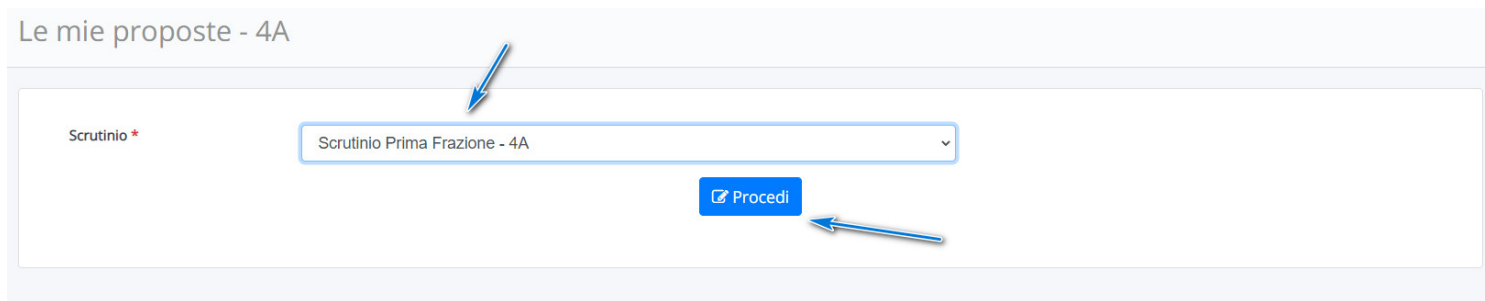 Le mie proposte - 4A
Scrutinio *
Scrutinio Prima Frazione - 4A
Procedi